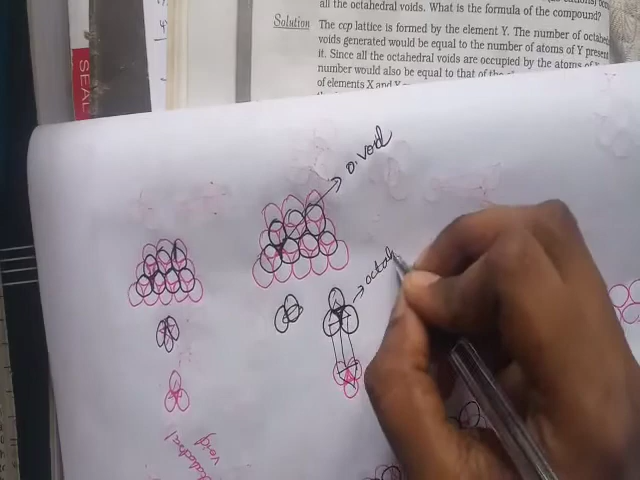 all the octahedral voids. What is the formula of the compound?
Solution The ccp lattice is formed by the element Y. The number of octahe
voids generated would be equal to the number of atoms of Y present
it. Since all the octahedral voids are occupied by the atoms of X
number would also be equal to that of the
of elements X and Y
SEAL
O. void
octah
void